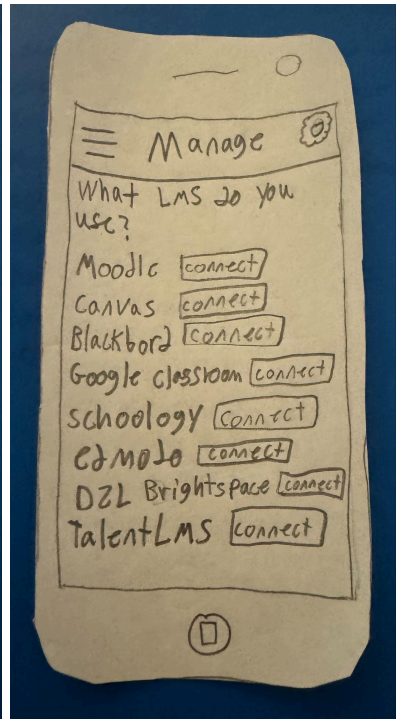 Manage
What LMS do you
use?
Moodle connect
Canvas connect
Blackbord connect
Google classroom connect
schoology connect
edmodo connect
D2L Brightspace connect
TalentLMS connect